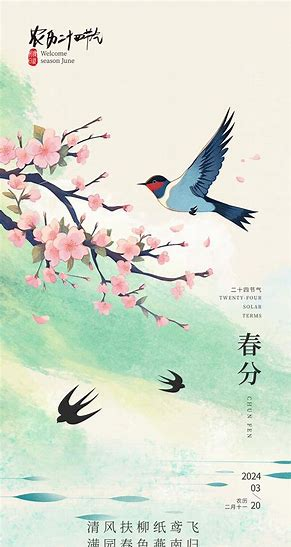 农历二十四节气
Welcome
season June
二十四节气
TWENTY-FOUR
SOLAR
TERMS
春分
CHUN FEN
2024
03
20
农历
二月十一
清风扶柳纸鸢飞
满园春色燕南归